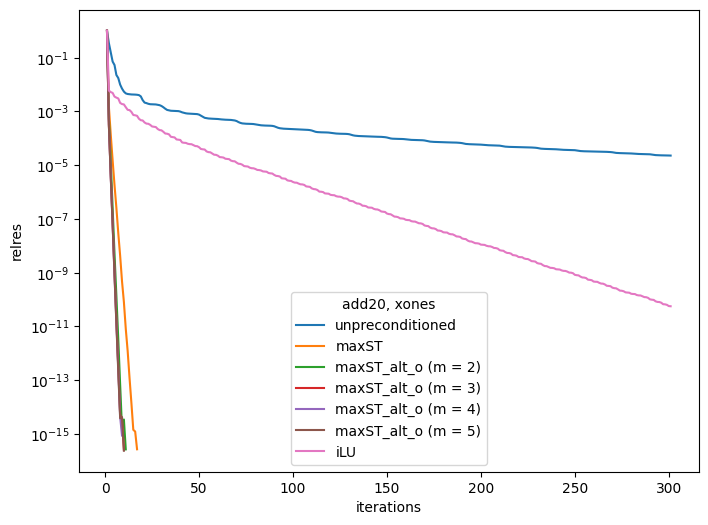 relres
10⁻¹
10⁻³
10⁻⁵
10⁻⁷
10⁻⁹
10⁻¹¹
10⁻¹³
10⁻¹⁵
add20, xones
unpreconditioned
maxST
maxST_alt_o (m = 2)
maxST_alt_o (m = 3)
maxST_alt_o (m = 4)
maxST_alt_o (m = 5)
iLU
0 50 100 150 200 250 300
iterations